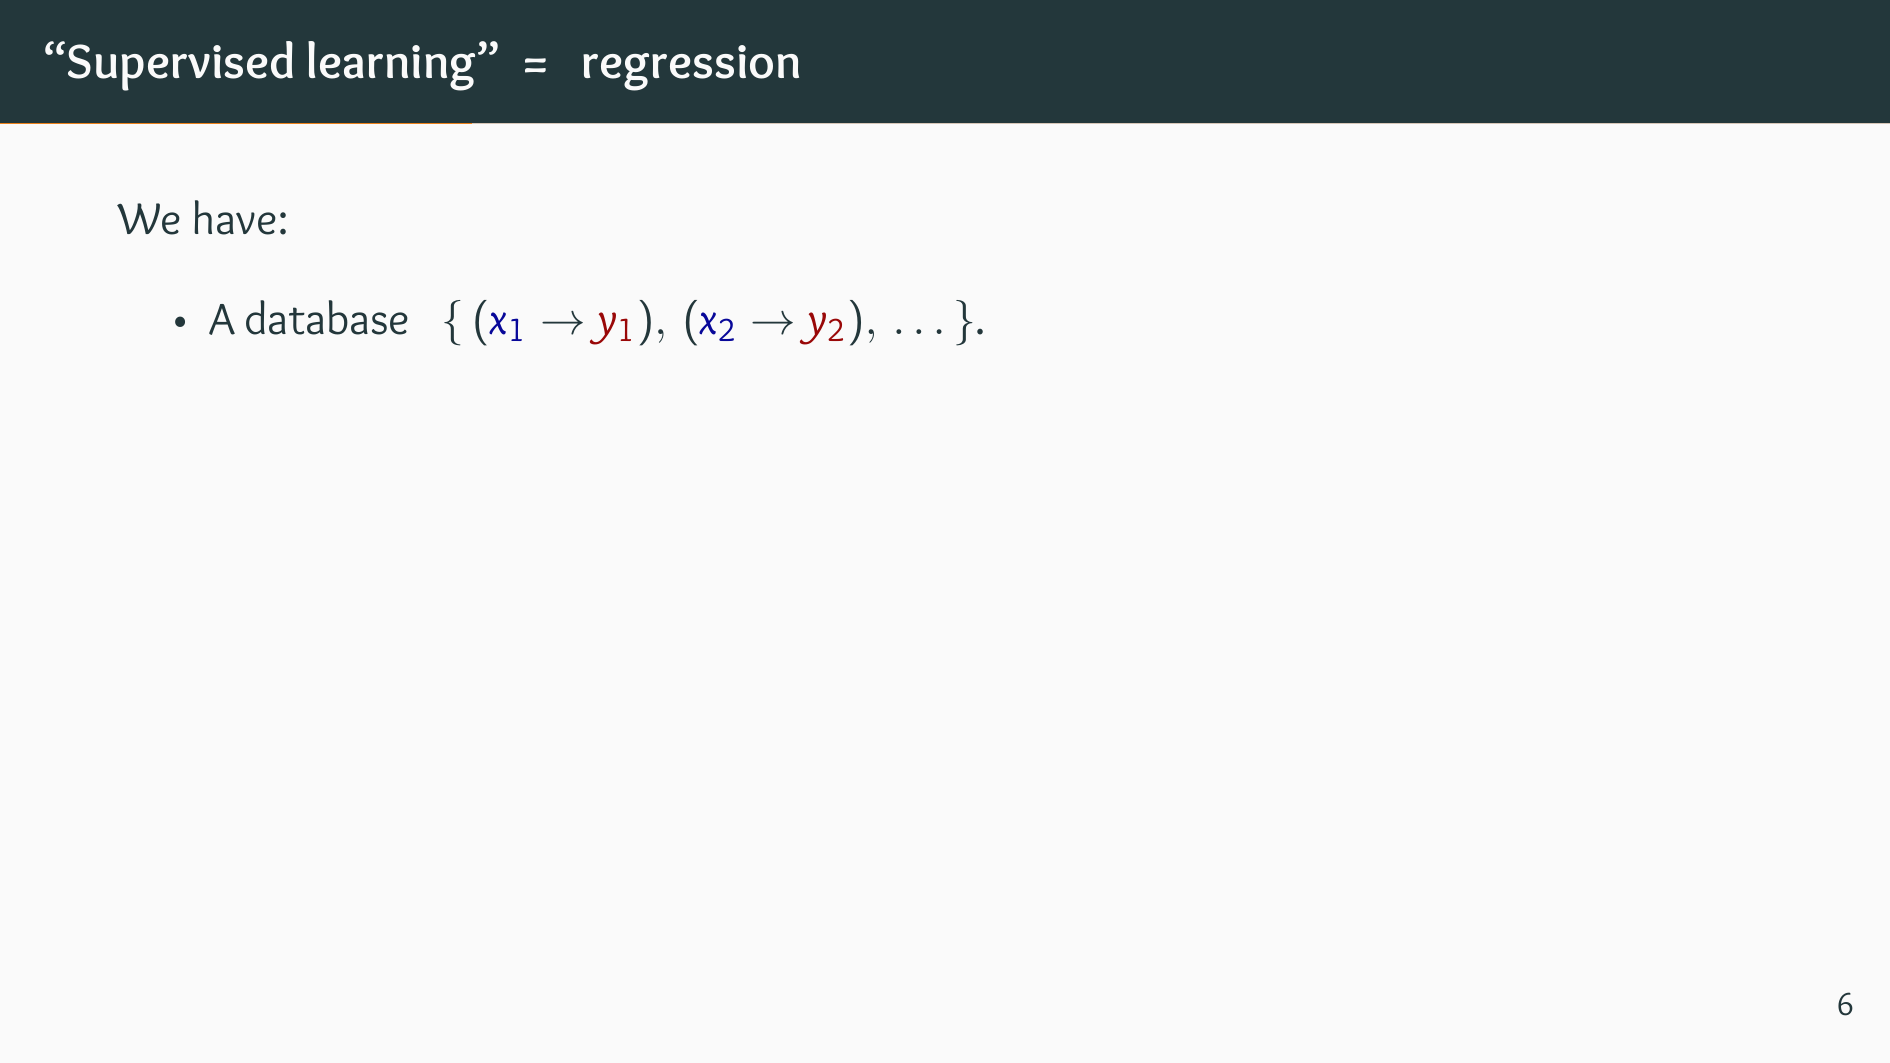 “Supervised learning” = regression
We have:
• A database { (x₁ → y₁), (x₂ → y₂), … }.
6